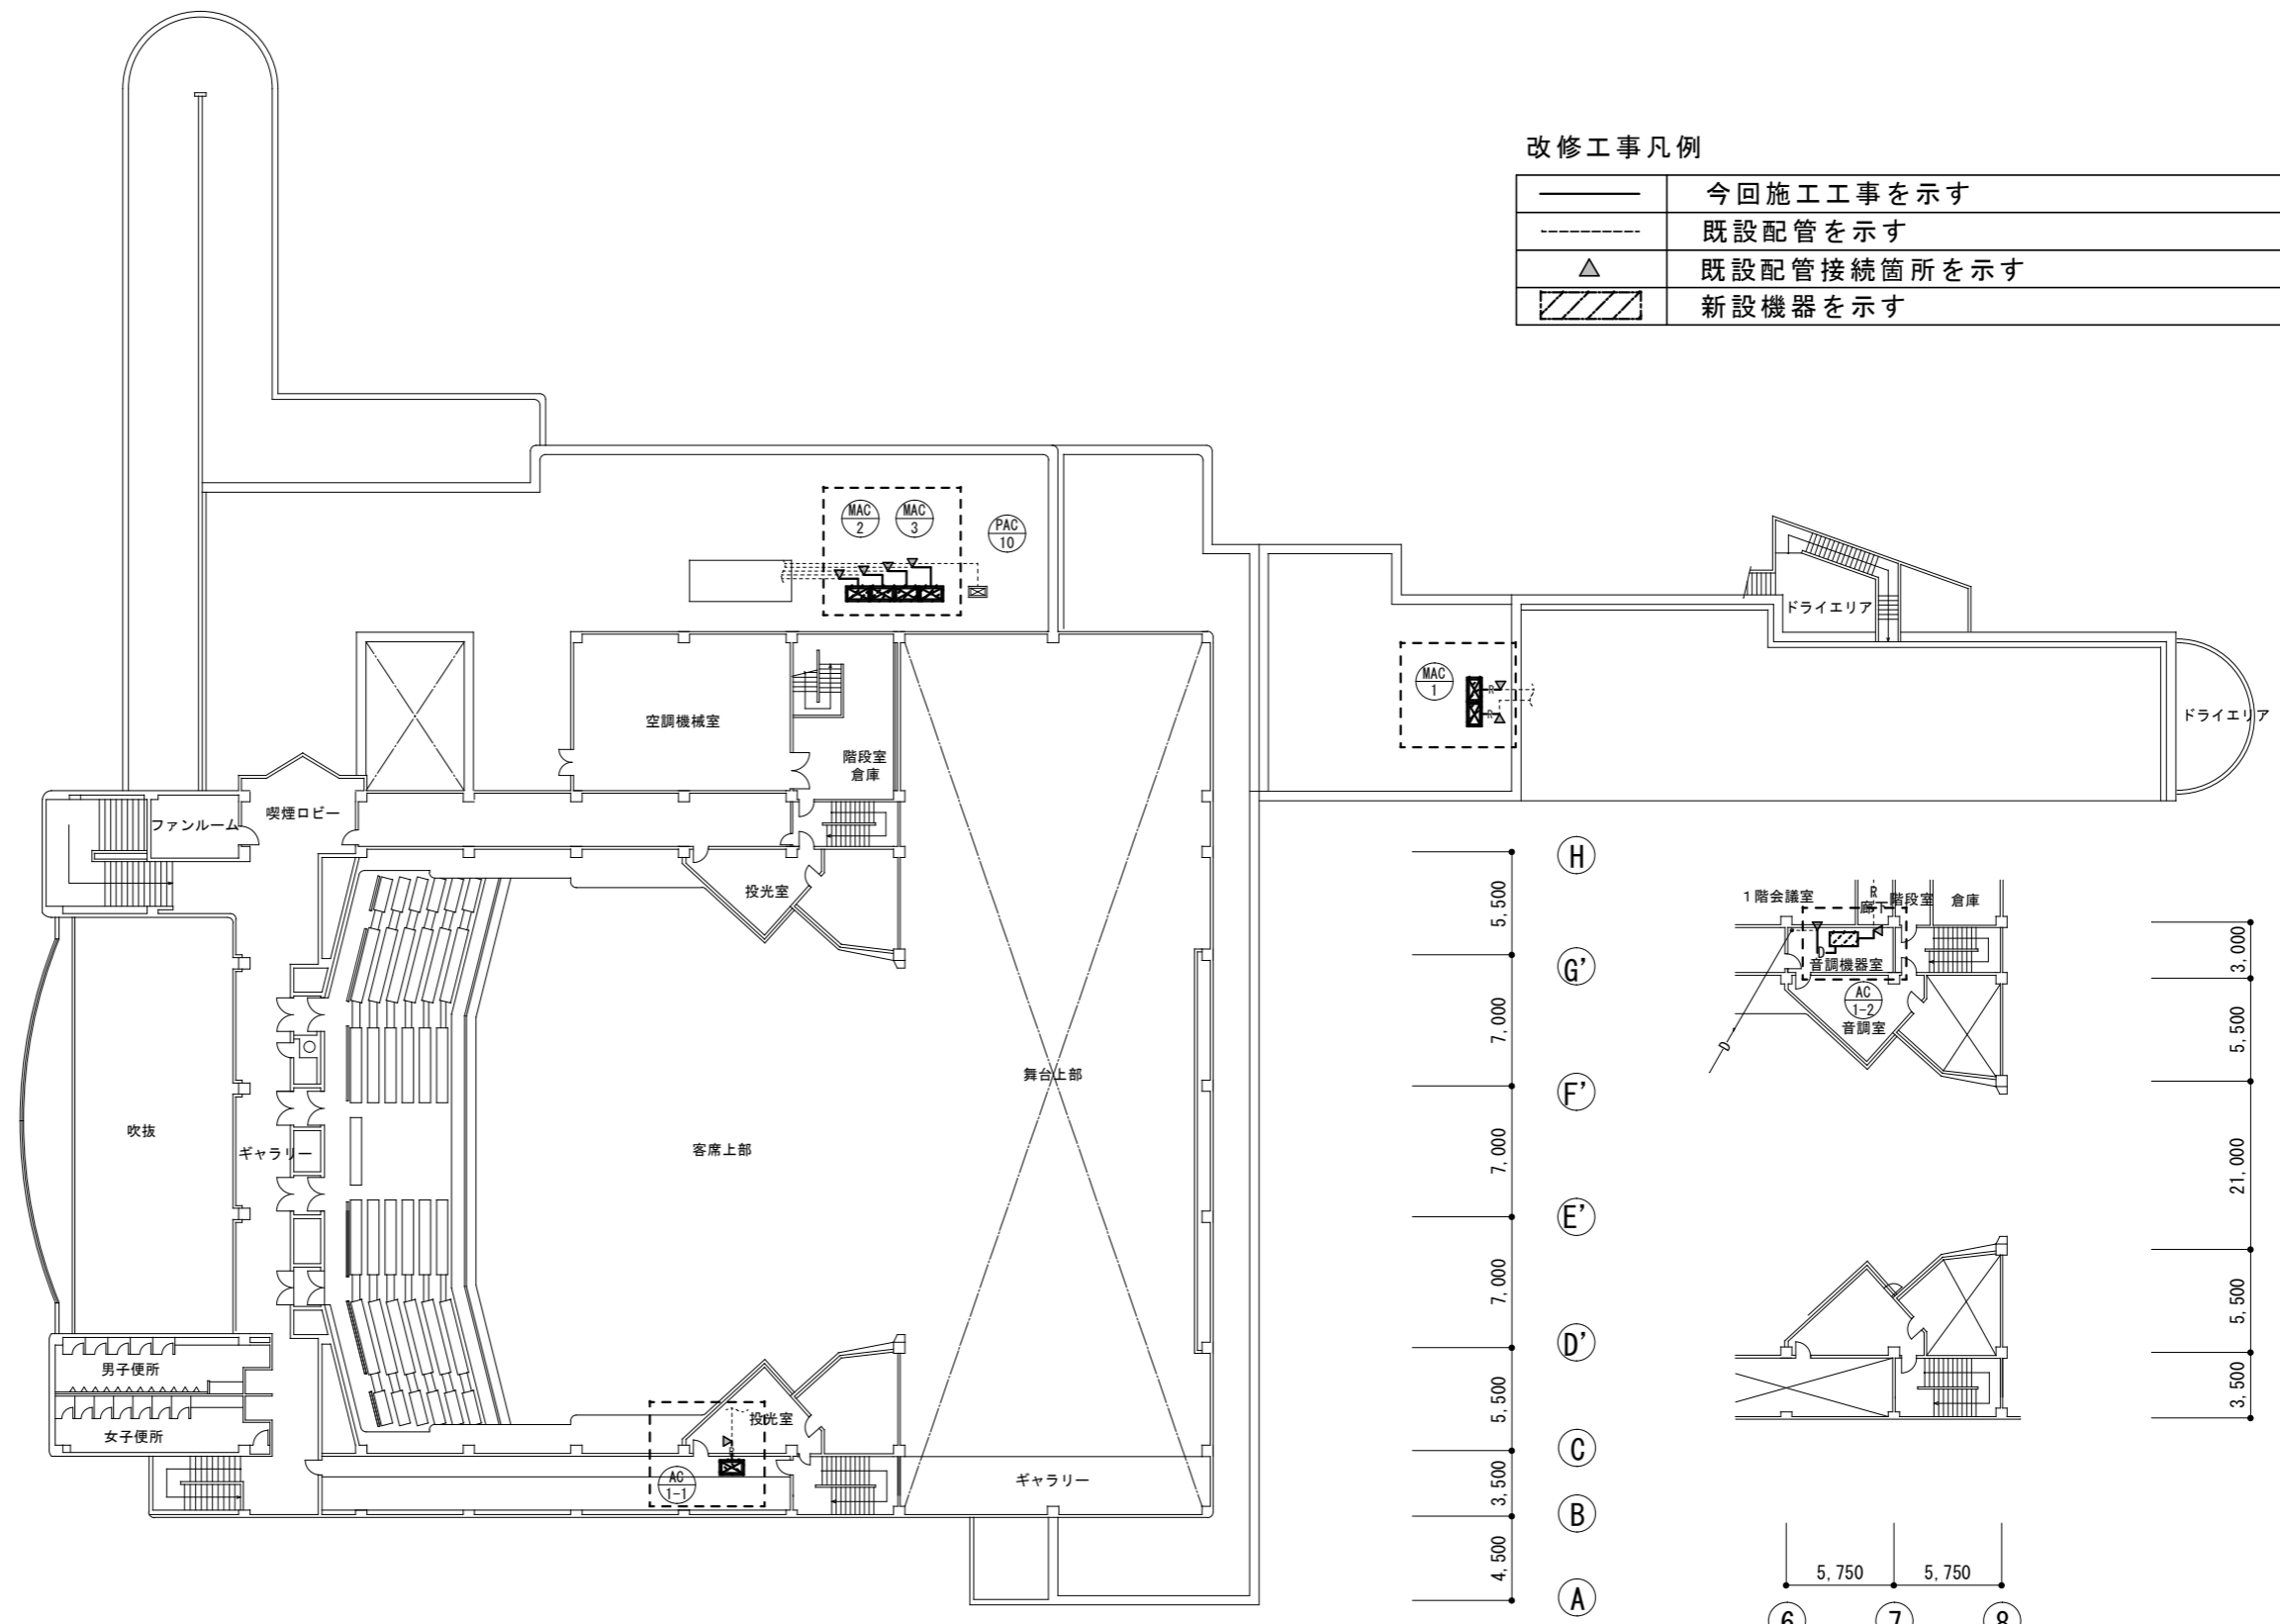 改修工事凡例
今回施工工事を示す
既設配管を示す
既設配管接続箇所を示す
新設機器を示す
MAC
2
MAC
3
PAC
10
MAC
1
R
R
ドライエリア
ドライエリア
空調機械室
階段室
倉庫
ファンルーム
喫煙ロビー
投光室
吹抜
ギャラリー
客席上部
舞台上部
男子便所
女子便所
投光室
AC
1-1
ギャラリー
H
G'
F'
E'
D'
C
B
A
5,500
7,000
7,000
7,000
5,500
3,500
4,500
1階会議室
R
廊下
階段室
倉庫
D
音調機器室
AC
1-2
音調室
3,000
5,500
21,000
5,500
3,500
5,750
5,750
6
7
8